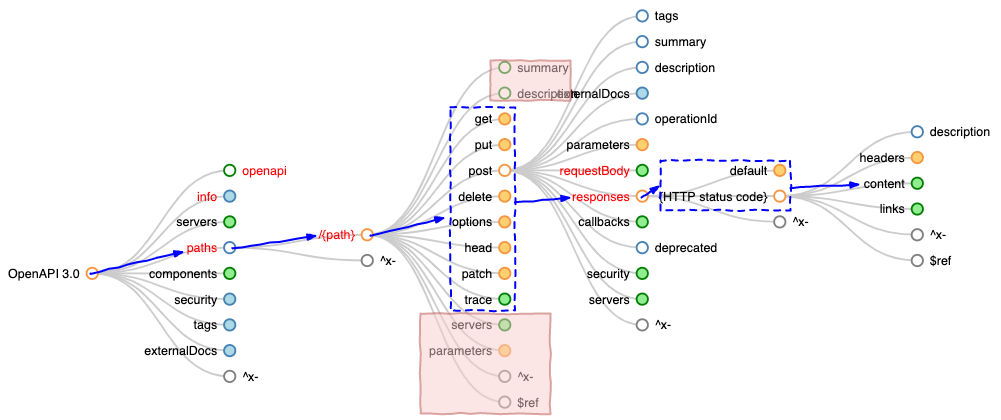 OpenAPI 3.0
openapi
info
servers
paths
components
security
tags
externalDocs
^x-
/{path}
^x-
summary
description
get
put
post
delete
options
head
patch
trace
servers
parameters
^x-
$ref
tags
summary
description
externalDocs
operationId
parameters
requestBody
responses
callbacks
deprecated
security
servers
^x-
default
{HTTP status code}
^x-
description
headers
content
links
^x-
$ref